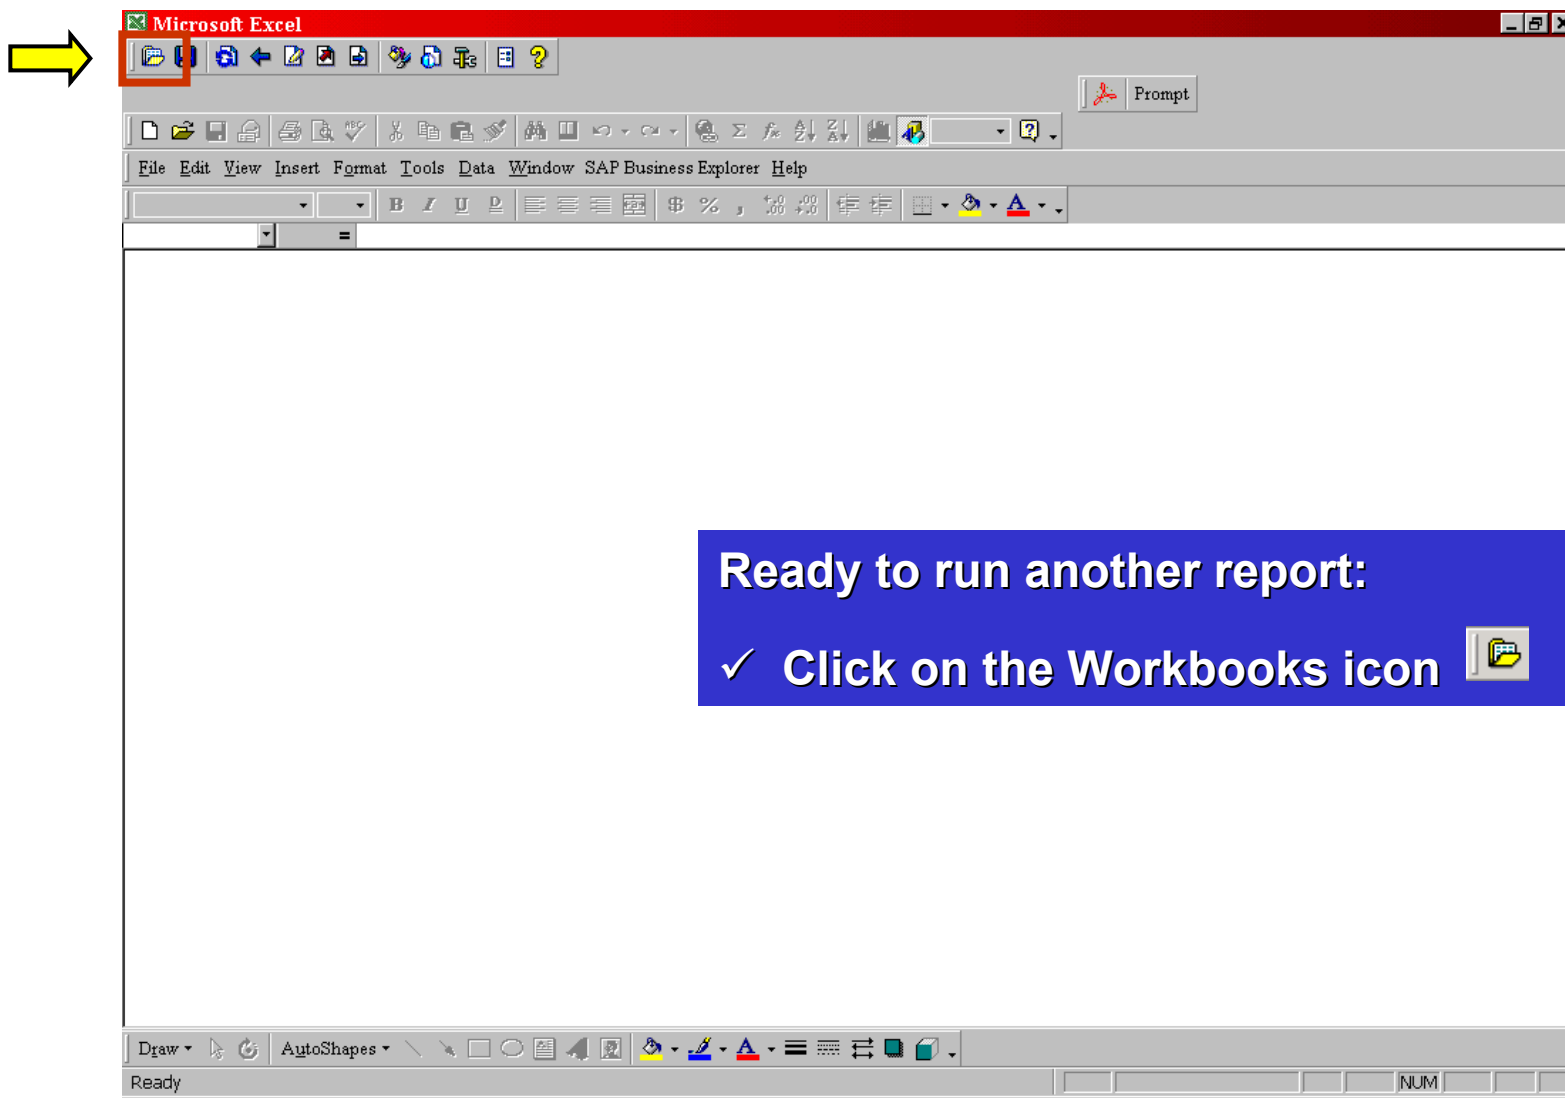 Microsoft Excel
Prompt
File Edit View Insert Format Tools Data Window SAP Business Explorer Help
B I U D $ % ,
=
Ready to run another report:
✓ Click on the Workbooks icon
Draw AutoShapes
Ready
NUM